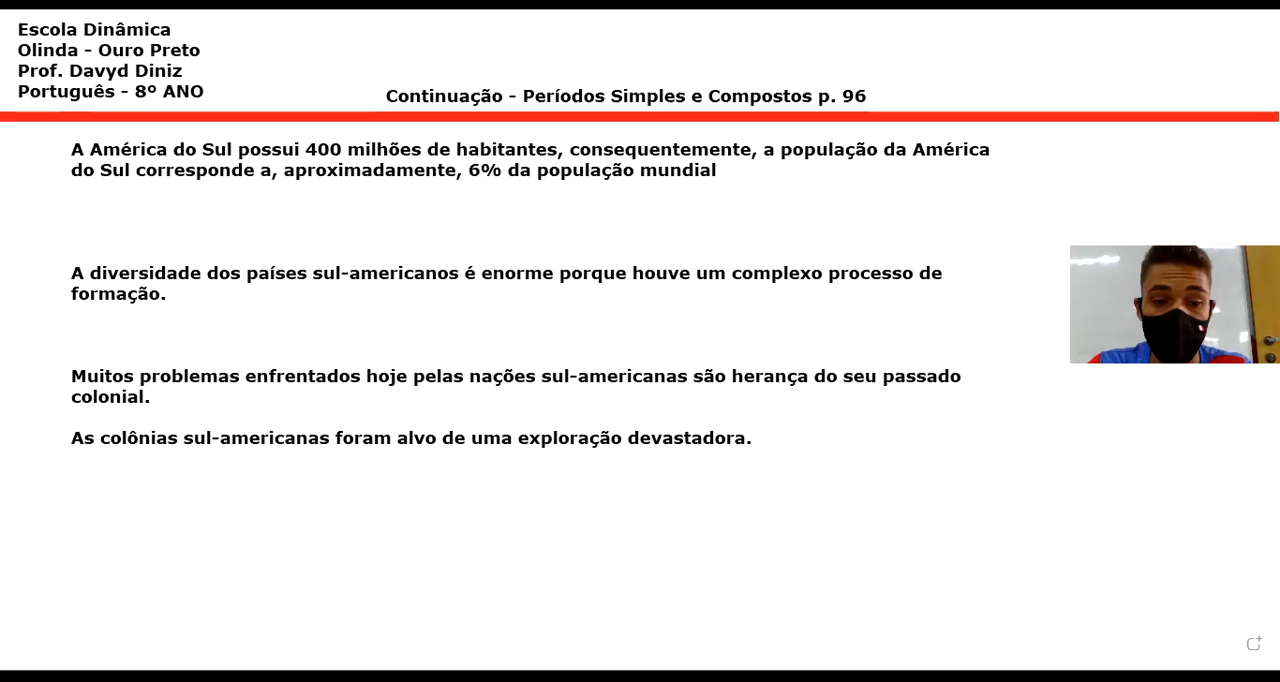 Escola Dinâmica
Olinda - Ouro Preto
Prof. Davyd Diniz
Português - 8º ANO
Continuação - Períodos Simples e Compostos p. 96
A América do Sul possui 400 milhões de habitantes, consequentemente, a população da América
do Sul corresponde a, aproximadamente, 6% da população mundial
A diversidade dos países sul-americanos é enorme porque houve um complexo processo de
formação.
Muitos problemas enfrentados hoje pelas nações sul-americanas são herança do seu passado
colonial.
As colônias sul-americanas foram alvo de uma exploração devastadora.